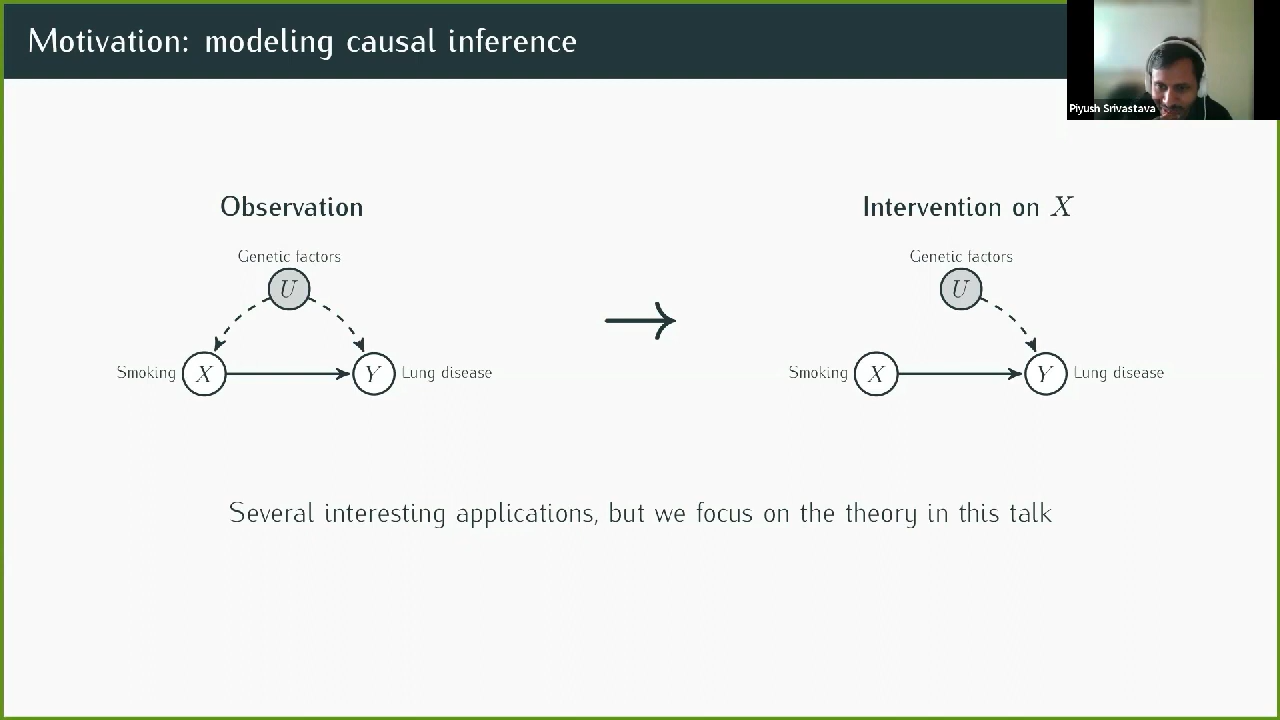 Motivation: modeling causal inference
Piyush Srivastava
Observation
Genetic factors
U
Smoking X Y Lung disease
Intervention on X
Genetic factors
U
Smoking X Y Lung disease
Several interesting applications, but we focus on the theory in this talk